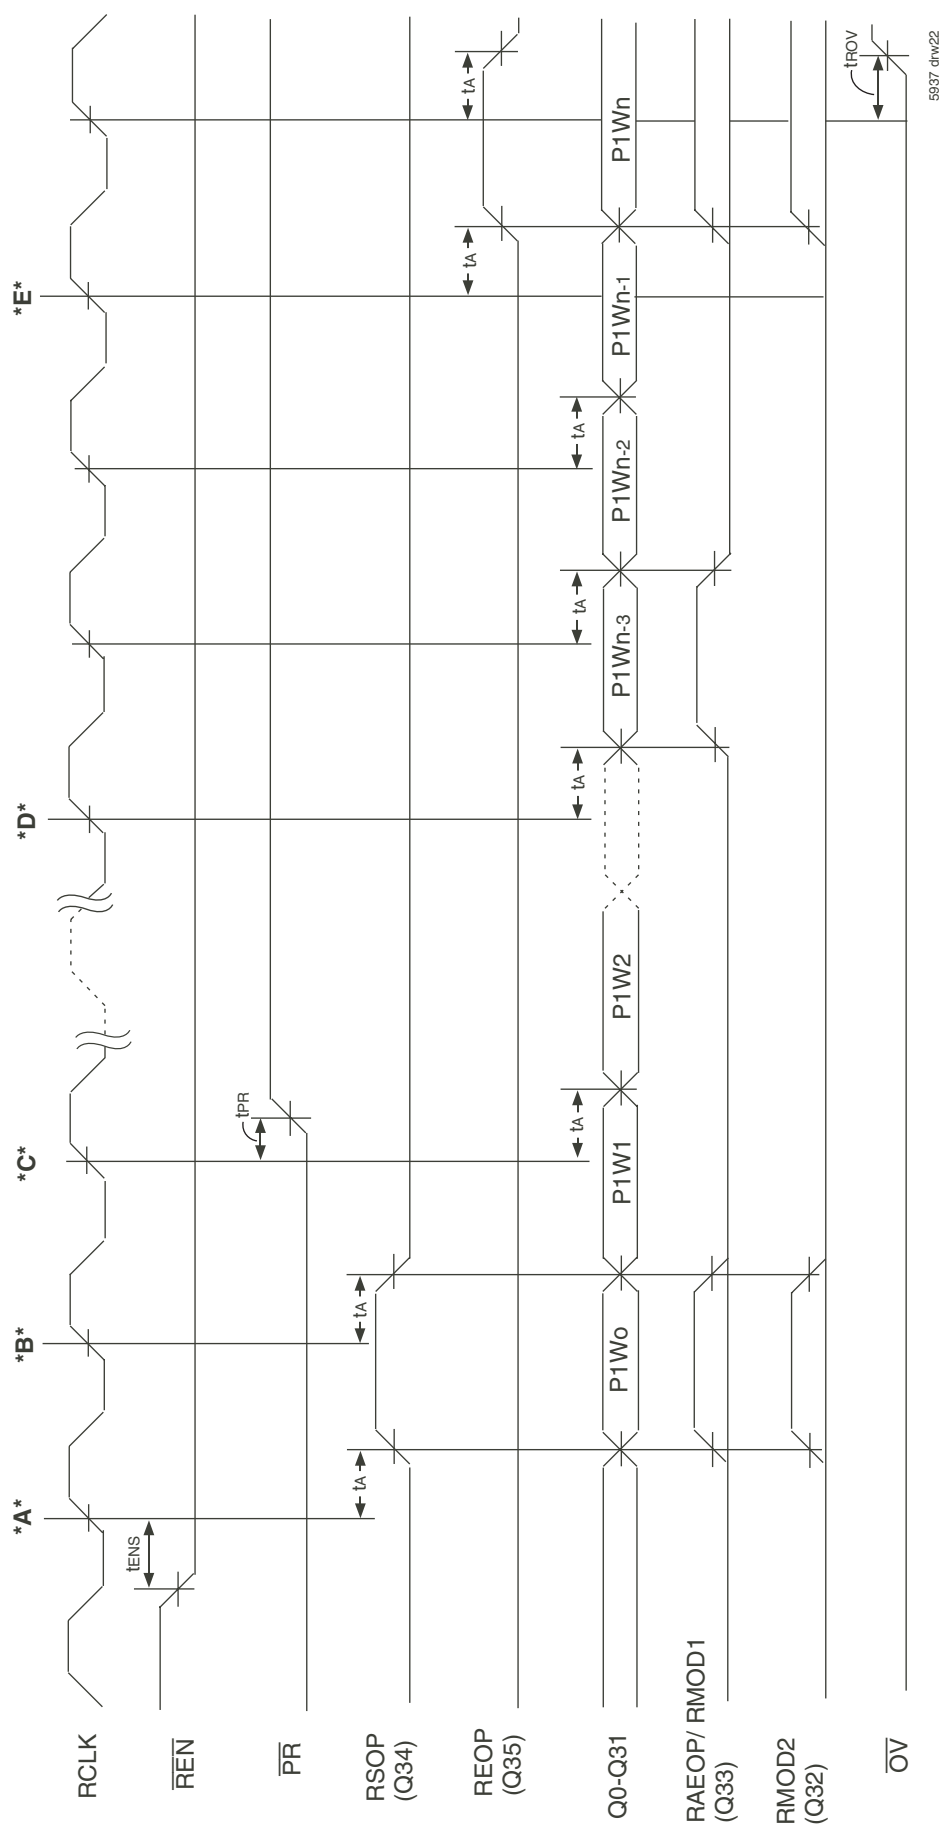 *A*
*B*
*C*
*D*
*E*
RCLK
tENS
REN
tPR
PR
tA
tA
RSOP
(Q34)
tA
tA
REOP
(Q35)
tA
tA
tA
tA
Q0-Q31
P1Wo
P1W1
P1W2
P1Wn-3
P1Wn-2
P1Wn-1
P1Wn
RAEOP/ RMOD1
(Q33)
RMOD2
(Q32)
tROV
OV
5937 drw22